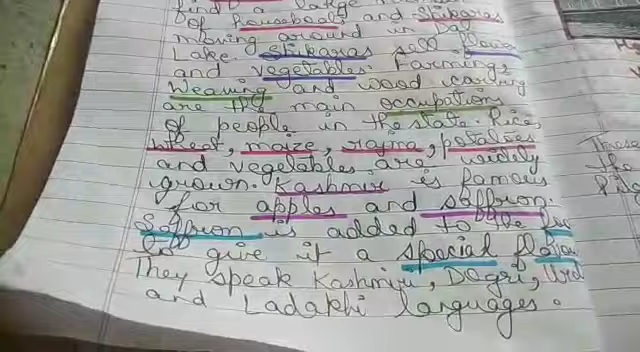 find a large
of houseboats and Shikaras
moving around in Dal
Lake. Shikaras sell flowers
and vegetables. Farming,
Weaving and wood carving
are the main occupations
of people in the state. Rice,
wheat, maize, rajma, potatoes
and vegetables are widely
grown. Kashmir is famous
for apples and saffron.
Saffron is added to the
to give it a special flavour
They speak Kashmiri, Dogri, Urd
and Ladakhi languages.
These
the